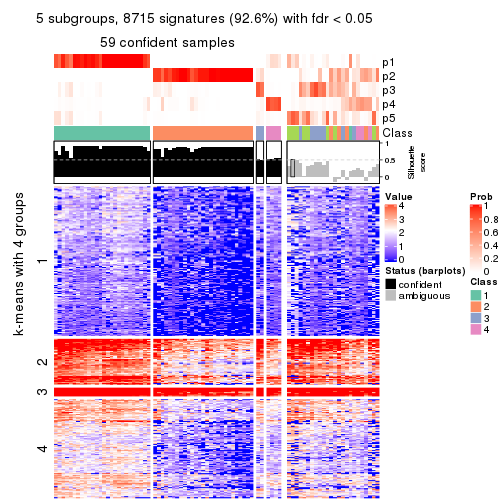 5 subgroups, 8715 signatures (92.6%) with fdr < 0.05
59 confident samples
p1
p2
p3
p4
p5
Class
1
0.5
0
Silhouette
score
k-means with 4 groups
1
2
3
4
Value
4
3
2
1
0
Status (barplots)
confident
ambiguous
Prob
1
0.8
0.6
0.4
0.2
0
Class
1
2
3
4